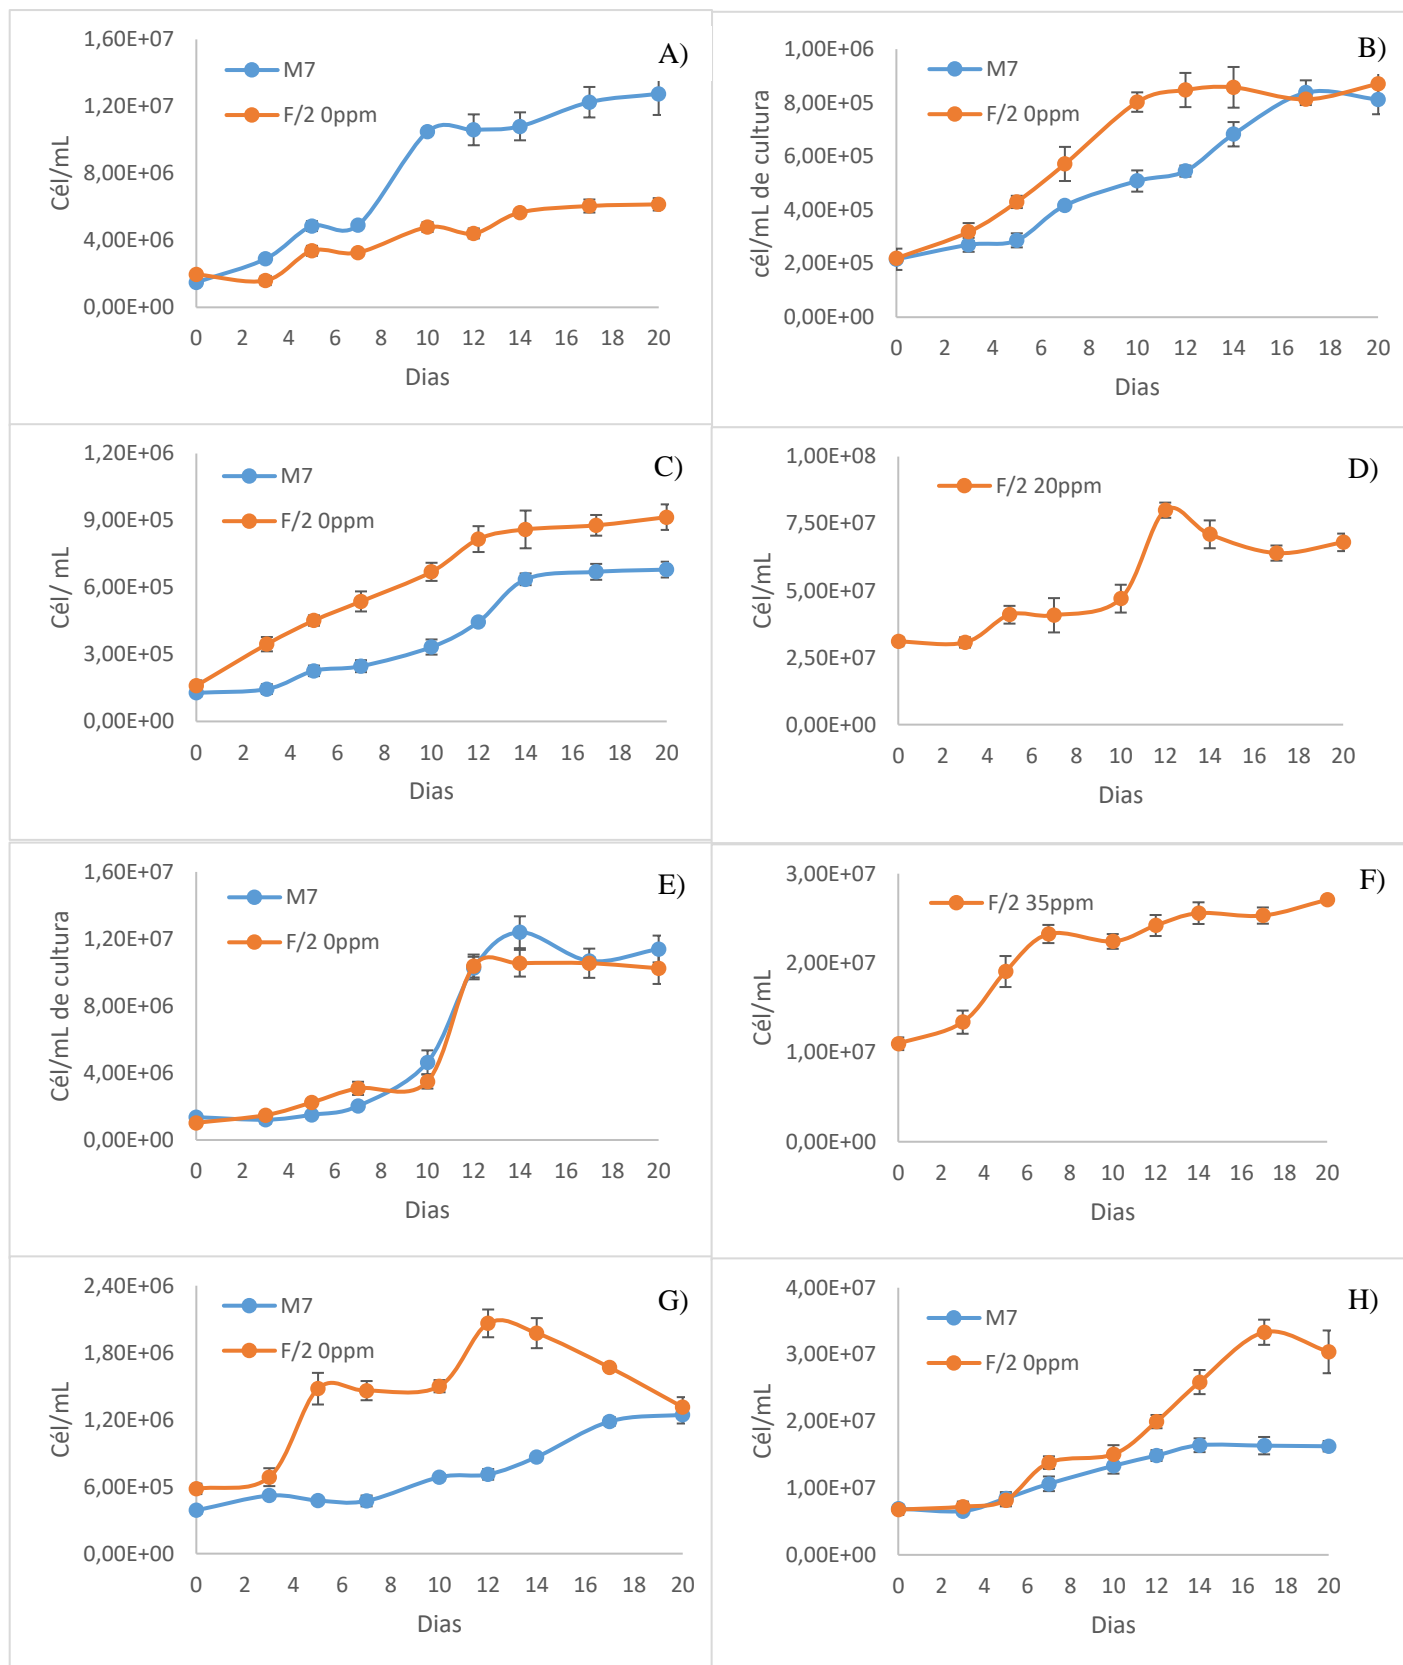 A)
M7
F/2 0ppm
Cél/mL
1,60E+07
1,20E+07
8,00E+06
4,00E+06
0,00E+00
0 2 4 6 8 10 12 14 16 18 20
Dias
B)
M7
F/2 0ppm
cél/mL de cultura
1,00E+06
8,00E+05
6,00E+05
4,00E+05
2,00E+05
0,00E+00
0 2 4 6 8 10 12 14 16 18 20
Dias
C)
M7
F/2 0ppm
Cél/ mL
1,20E+06
9,00E+05
6,00E+05
3,00E+05
0,00E+00
0 2 4 6 8 10 12 14 16 18 20
Dias
D)
F/2 20ppm
Cél/mL
1,00E+08
7,50E+07
5,00E+07
2,50E+07
0,00E+00
0 2 4 6 8 10 12 14 16 18 20
Dias
E)
M7
F/2 0ppm
Cél/mL de cultura
1,60E+07
1,20E+07
8,00E+06
4,00E+06
0,00E+00
0 2 4 6 8 10 12 14 16 18 20
Dias
F)
F/2 35ppm
Cél/mL
3,00E+07
2,00E+07
1,00E+07
0,00E+00
0 2 4 6 8 10 12 14 16 18 20
Dias
G)
M7
F/2 0ppm
Cél/mL
2,40E+06
1,80E+06
1,20E+06
6,00E+05
0,00E+00
0 2 4 6 8 10 12 14 16 18 20
Dias
H)
M7
F/2 0ppm
Cél/mL
4,00E+07
3,00E+07
2,00E+07
1,00E+07
0,00E+00
0 2 4 6 8 10 12 14 16 18 20
Dias